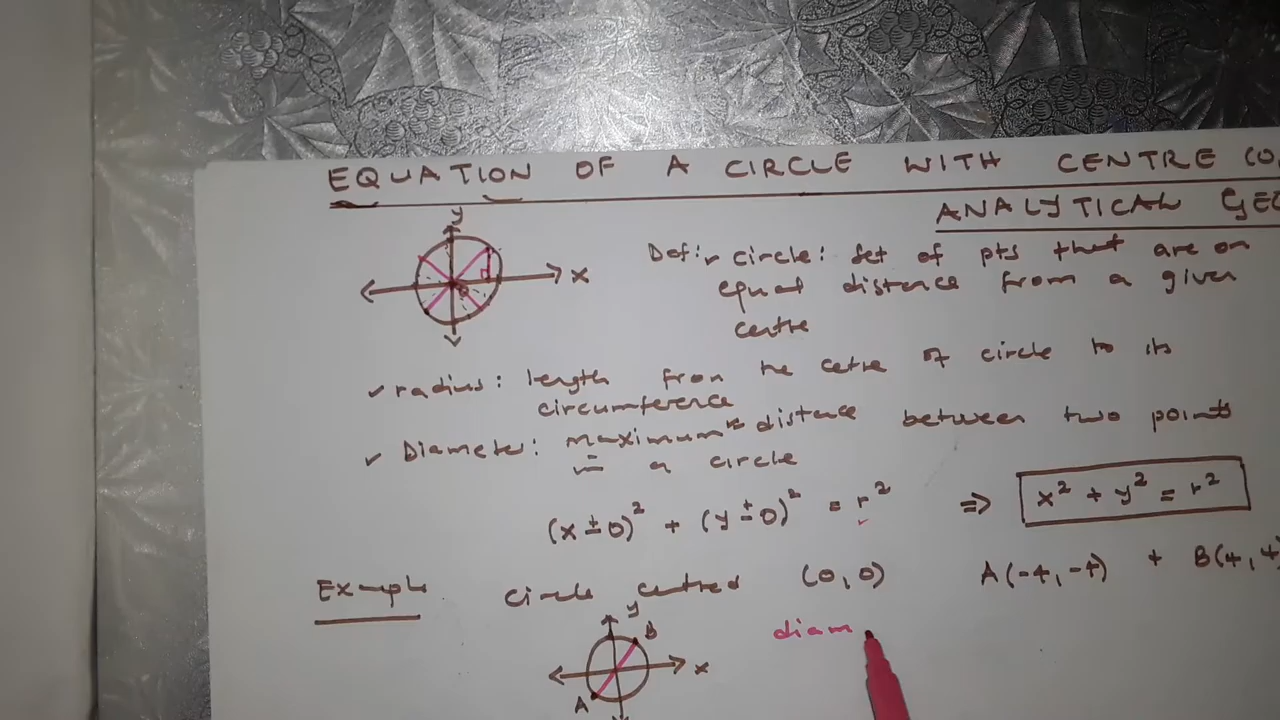 EQUATION OF A CIRCLE WITH CENTRE
ANALYTICAL
y
x
circle: set of pts that are on
equal distance from a given
centre
✓ radius: length from the cetre of circle to its
circumference
✓ Diameter: maximum distance between two points
in a circle
(x ± 0)² + (y ± 0)² = r² ⇒ x² + y² = r²
Example circle centred (0,0) A(-4,-4) + B(4,4
y
B
x
A
diam